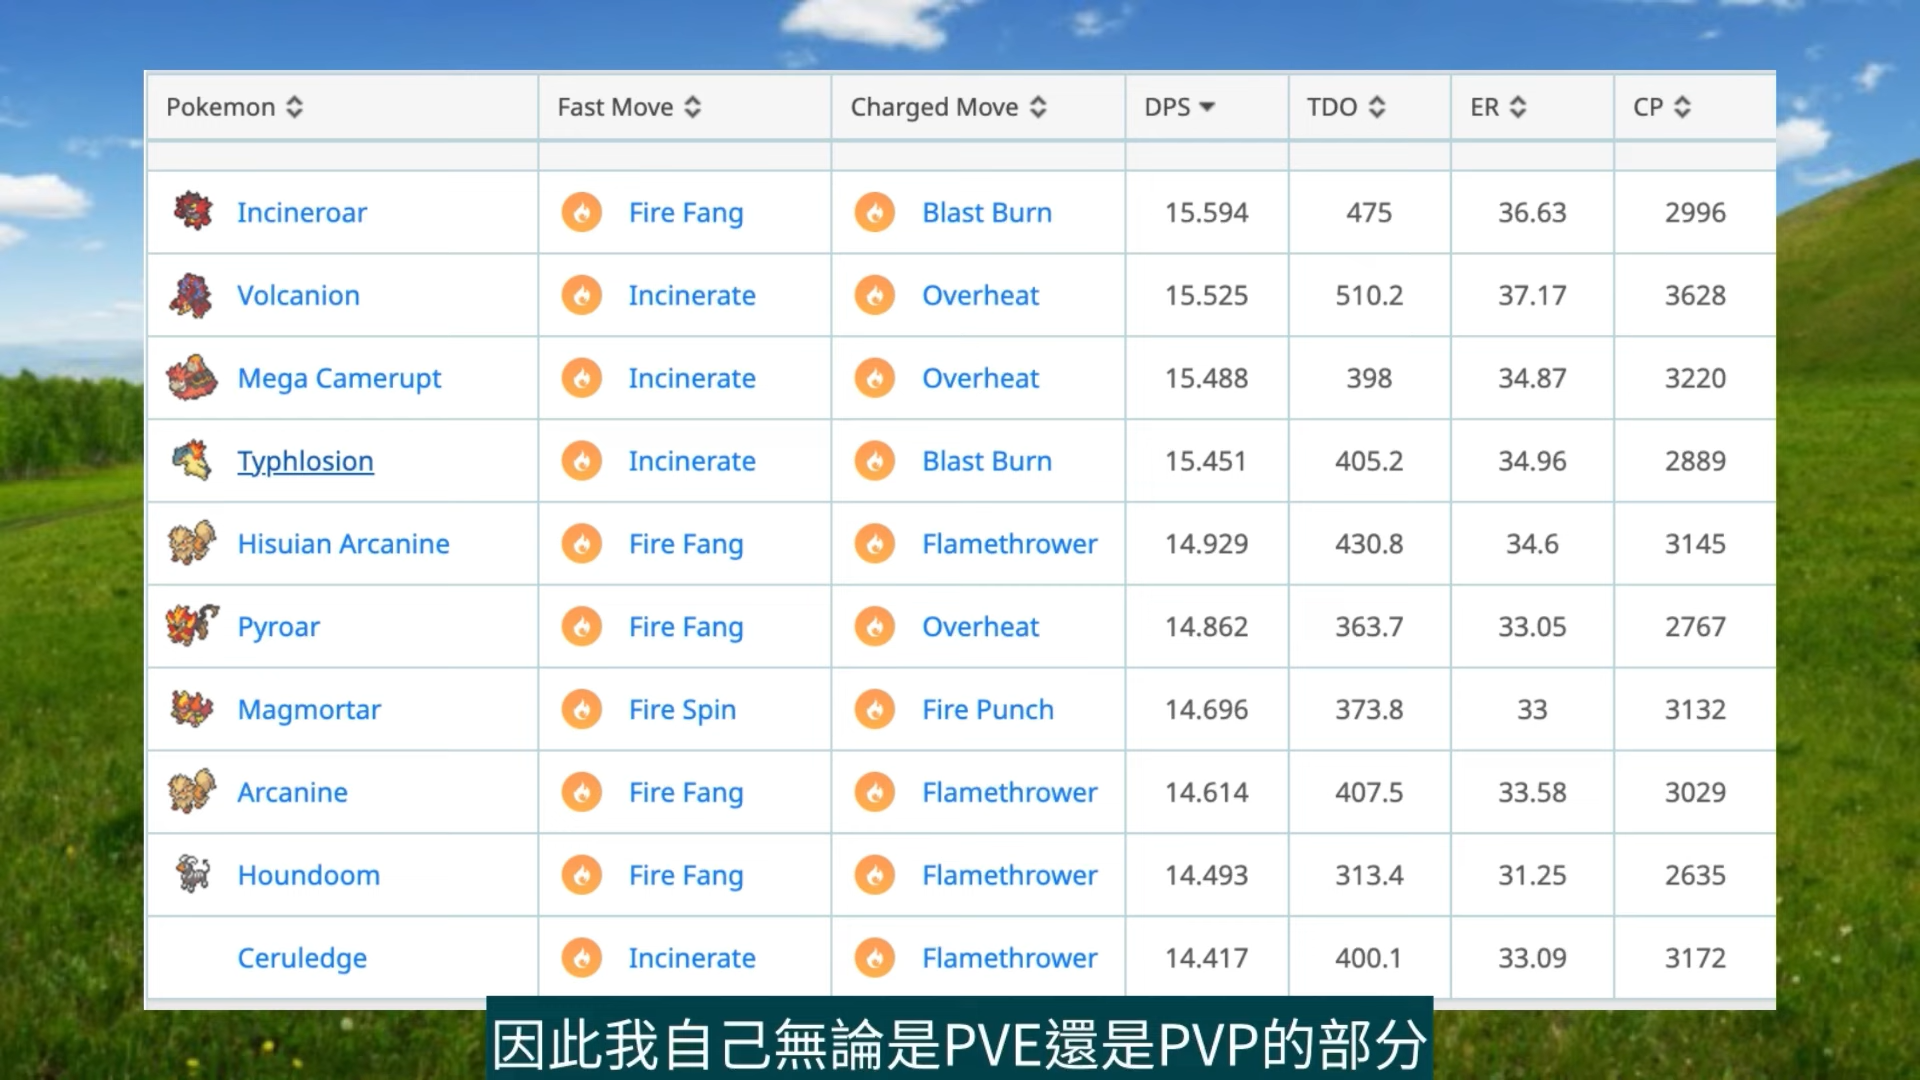 Pokemon Fast Move Charged Move DPS TDO ER CP
Incineroar Fire Fang Blast Burn 15.594 475 36.63 2996
Volcanion Incinerate Overheat 15.525 510.2 37.17 3628
Mega Camerupt Incinerate Overheat 15.488 398 34.87 3220
Typhlosion Incinerate Blast Burn 15.451 405.2 34.96 2889
Hisuian Arcanine Fire Fang Flamethrower 14.929 430.8 34.6 3145
Pyroar Fire Fang Overheat 14.862 363.7 33.05 2767
Magmortar Fire Spin Fire Punch 14.696 373.8 33 3132
Arcanine Fire Fang Flamethrower 14.614 407.5 33.58 3029
Houndoom Fire Fang Flamethrower 14.493 313.4 31.25 2635
Ceruledge Incinerate Flamethrower 14.417 400.1 33.09 3172
因此我自己無論是PVE還是PVP的部分